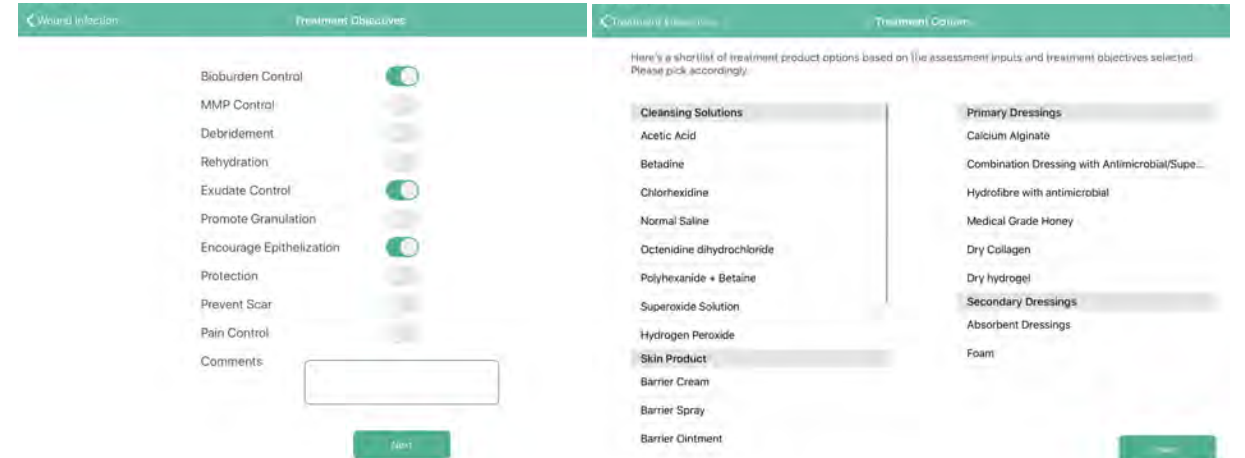 Wound Infection
Treatment Objectives
Bioburden Control
MMP Control
Debridement
Rehydration
Exudate Control
Promote Granulation
Encourage Epithelization
Protection
Prevent Scar
Pain Control
Comments
Next
Treatment Objectives
Treatment Options
Here's a shortlist of treatment product options based on the assessment inputs and treatment objectives selected.
Please pick accordingly.
Cleansing Solutions
Acetic Acid
Betadine
Chlorhexidine
Normal Saline
Octenidine dihydrochloride
Polyhexanide + Betaine
Superoxide Solution
Hydrogen Peroxide
Skin Product
Barrier Cream
Barrier Spray
Barrier Ointment
Primary Dressings
Calcium Alginate
Combination Dressing with Antimicrobial/Supe...
Hydrofibre with antimicrobial
Medical Grade Honey
Dry Collagen
Dry hydrogel
Secondary Dressings
Absorbent Dressings
Foam